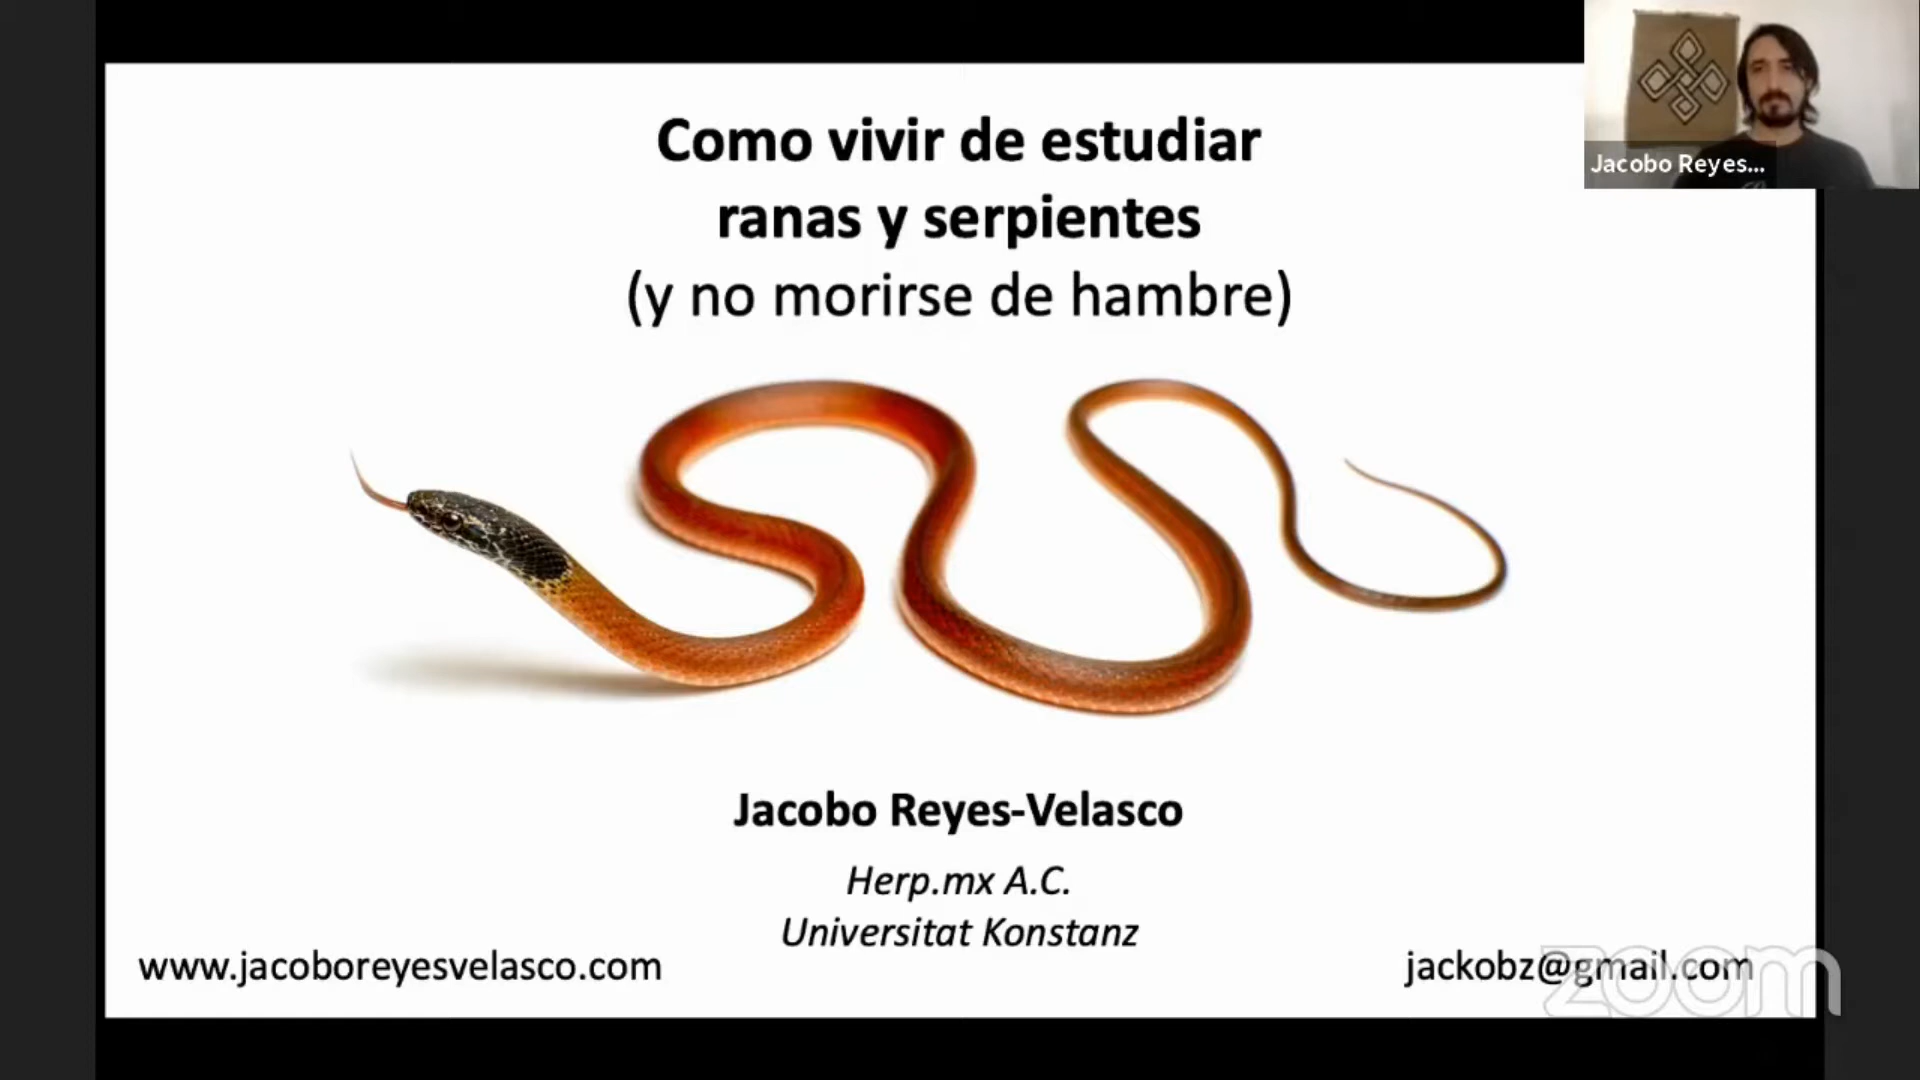 Como vivir de estudiar
ranas y serpientes
(y no morirse de hambre)
Jacobo Reyes...
Jacobo Reyes-Velasco
Herp.mx A.C.
Universitat Konstanz
www.jacoboreyesvelasco.com
jackobz@gmail.com
zoom